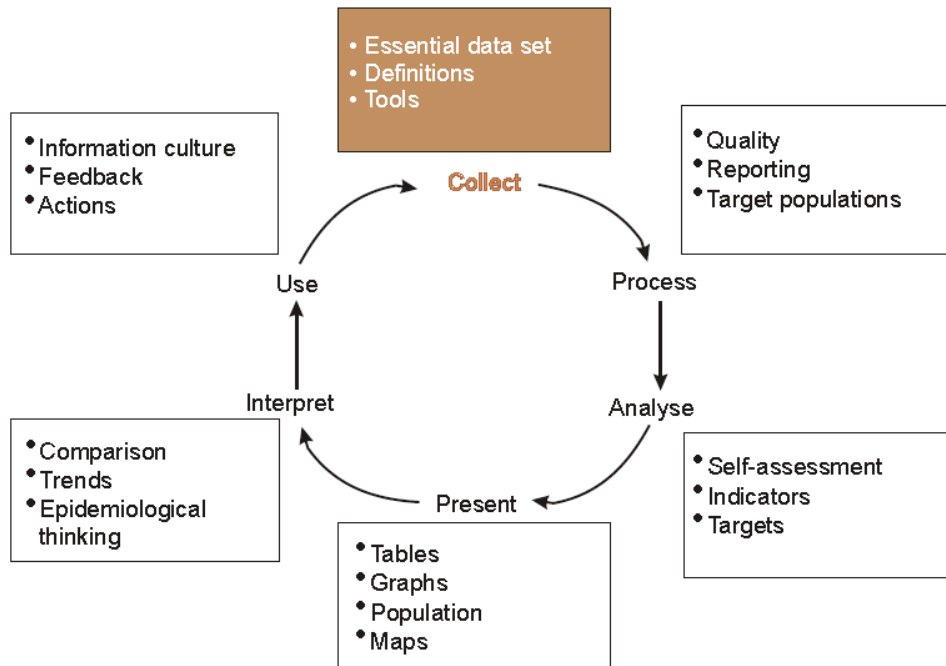 • Essential data set
• Definitions
• Tools
Collect
• Information culture
• Feedback
• Actions
• Quality
• Reporting
• Target populations
Use
Process
Interpret
Analyse
• Comparison
• Trends
• Epidemiological
thinking
• Self-assessment
• Indicators
• Targets
Present
• Tables
• Graphs
• Population
• Maps